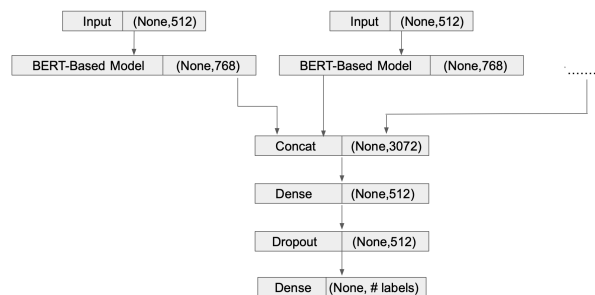 Input (None,512) Input (None,512)
BERT-Based Model (None,768) BERT-Based Model (None,768) .......
Concat (None,3072)
Dense (None,512)
Dropout (None,512)
Dense (None, # labels)